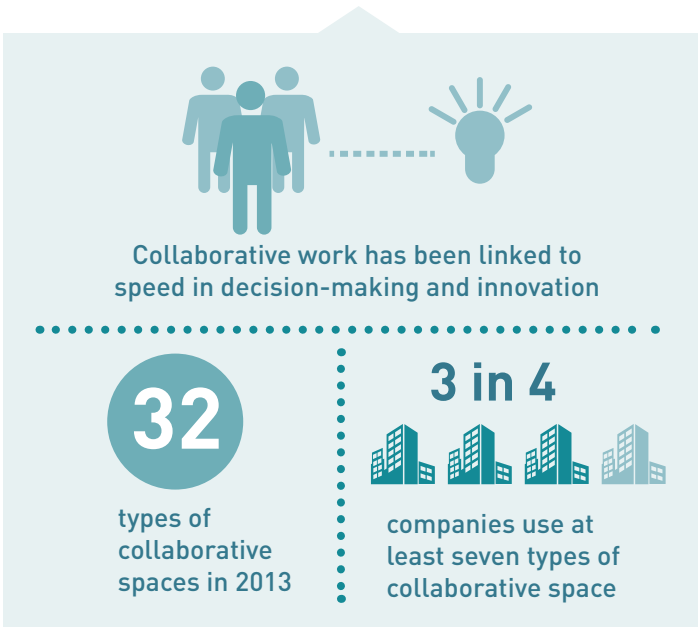 Collaborative work has been linked to
speed in decision-making and innovation
32
types of
collaborative
spaces in 2013
3 in 4
companies use at
least seven types of
collaborative space